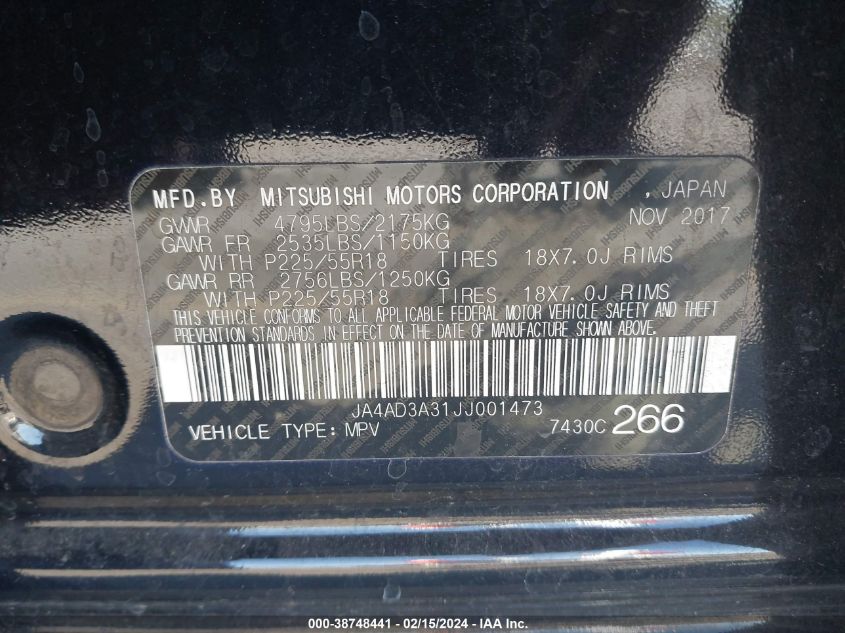 MFD.BY MITSUBISHI MOTORS CORPORATION , JAPAN
GVWR 4795LBS/2175KG NOV 2017
GAWR FR 2535LBS/1150KG
WITH P225/55R18 TIRES 18X7.0J RIMS
GAWR RR 2756LBS/1250KG
WITH P225/55R18 TIRES 18X7.0J RIMS
THIS VEHICLE CONFORMS TO ALL APPLICABLE FEDERAL MOTOR VEHICLE SAFETY AND THEFT
PREVENTION STANDARDS IN EFFECT ON THE DATE OF MANUFACTURE SHOWN ABOVE.
JA4AD3A31JJ001473
VEHICLE TYPE: MPV 7430C 266
000-38748441 - 02/15/2024 - IAA Inc.